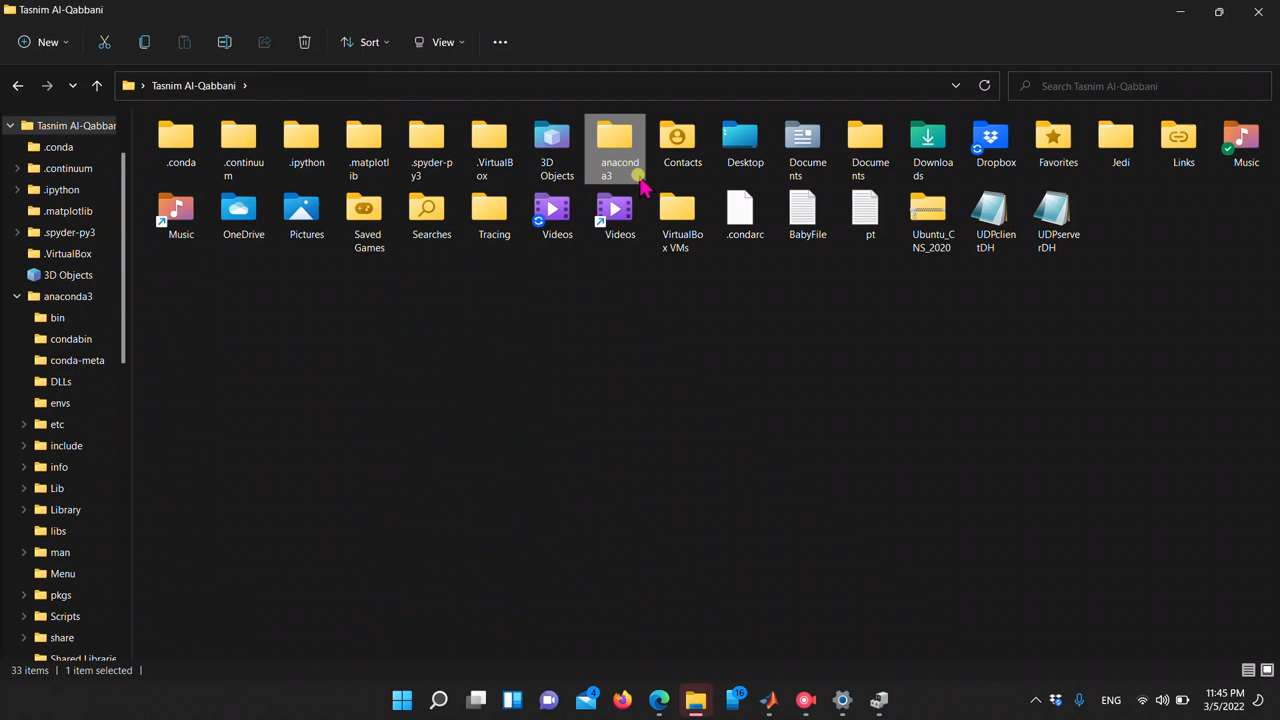 Tasnim Al-Qabbani
New
Sort
View
Tasnim Al-Qabbani
Search Tasnim Al-Qabbani
Tasnim Al-Qabbar
.conda
.continuum
.ipython
.matplotlib
.spyder-py3
.VirtualBox
3D Objects
anaconda3
bin
condabin
conda-meta
DLLs
envs
etc
include
info
Lib
Library
libs
man
Menu
pkgs
Scripts
share
Shared Librarie
.conda
.continuu
m
.ipython
.matplotl
ib
.spyder-p
y3
.VirtualB
ox
3D
Objects
anacond
a3
Contacts
Desktop
Docume
nts
Docume
nts
Downloa
ds
Dropbox
Favorites
Jedi
Links
Music
Music
OneDrive
Pictures
Saved
Games
Searches
Tracing
Videos
Videos
VirtualBo
x VMs
.condarc
BabyFile
pt
Ubuntu_C
NS_2020
UDPclien
tDH
UDPserve
rDH
33 items
1 item selected
4
16
ENG
11:45 PM
3/5/2022